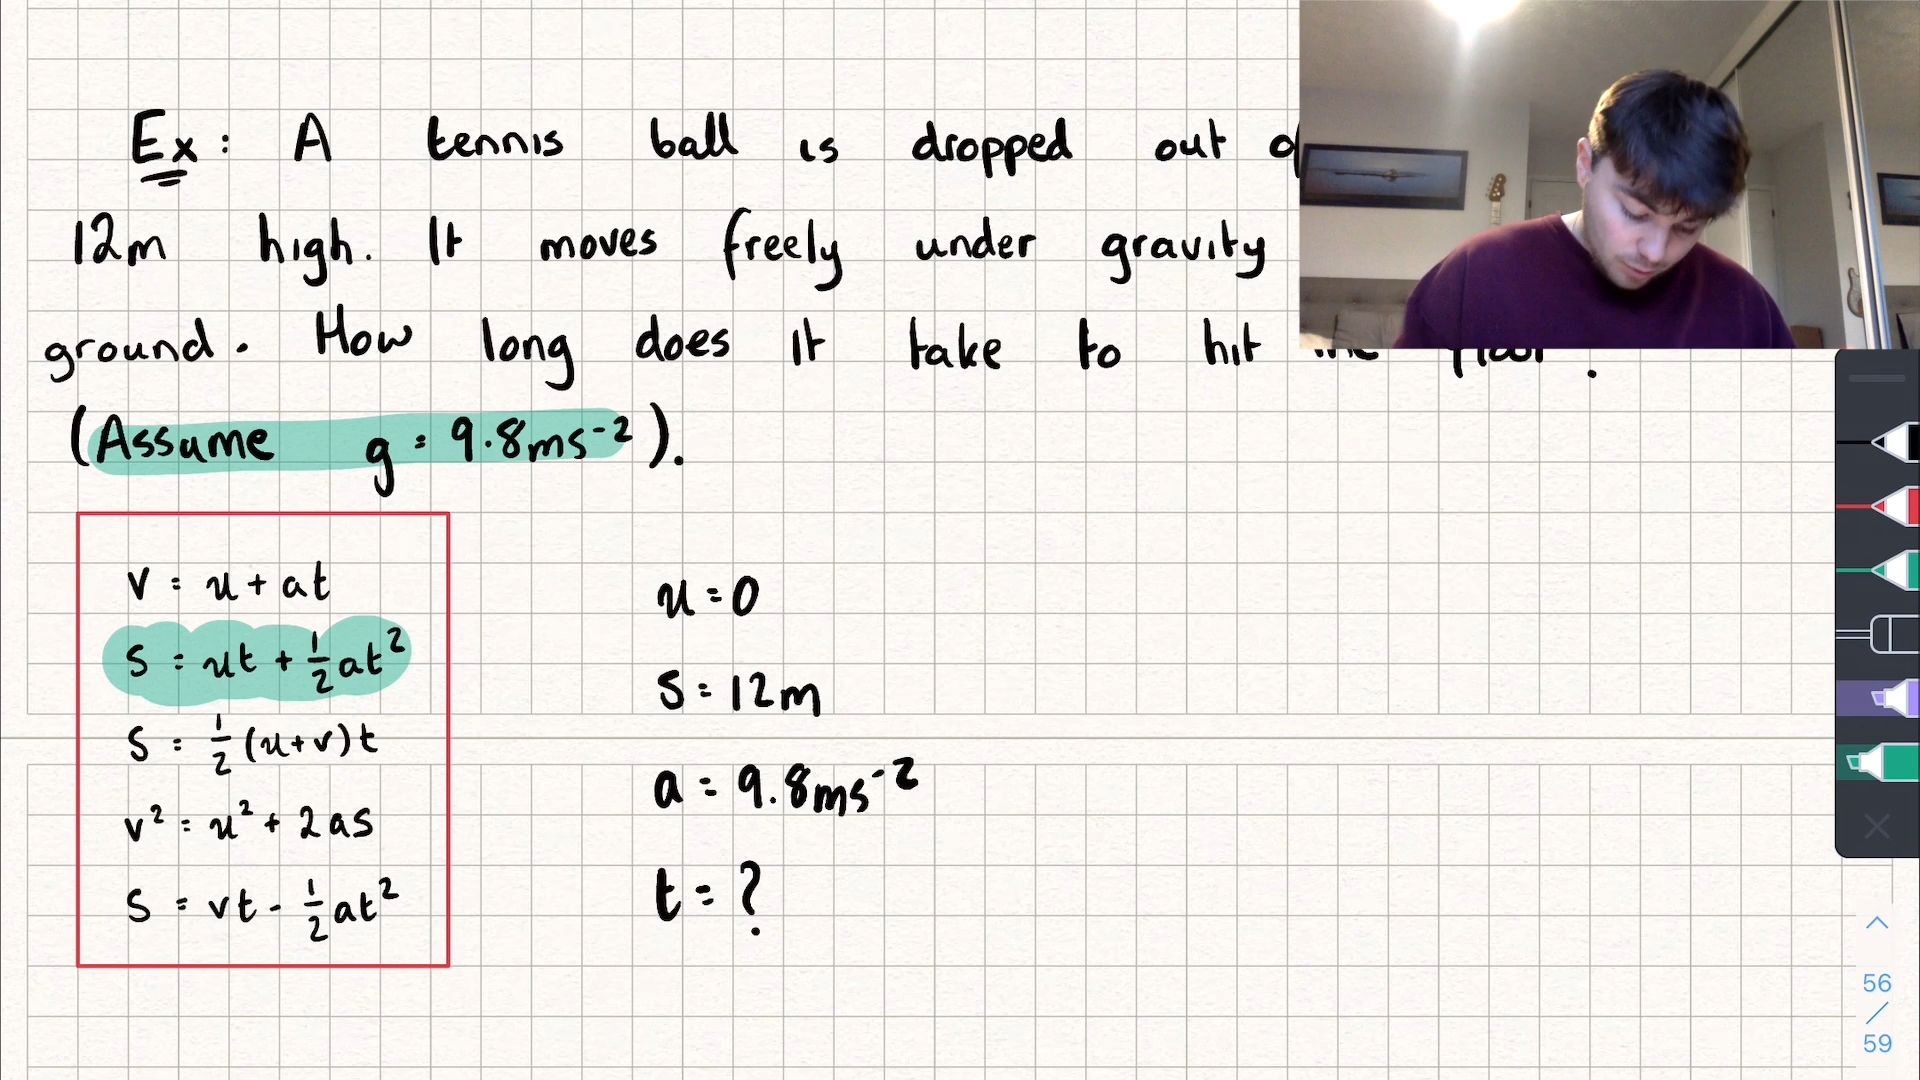 Ex: A tennis ball is dropped out
12m high. It moves freely under gravity
ground. How long does it take to hit
(Assume g = 9.8ms⁻²).
v = u + at
s = ut + ½at²
s = ½(u+v)t
v² = u² + 2as
s = vt - ½at²
u = 0
s = 12m
a = 9.8ms⁻²
t = ?
56
/
59